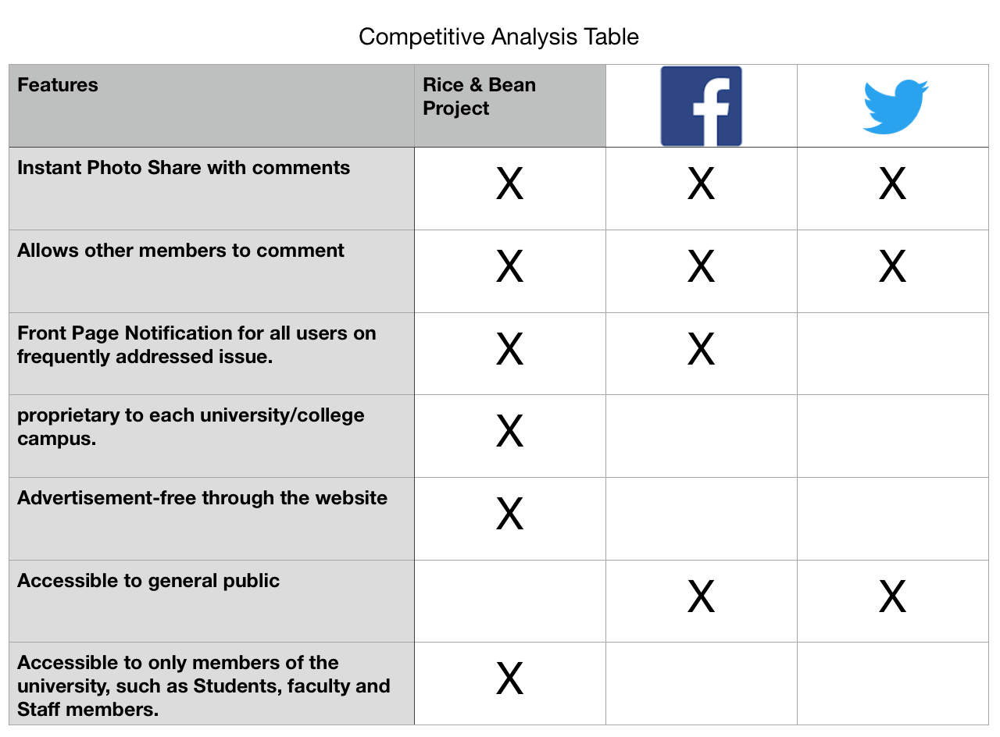 Competitive Analysis Table
Features
Rice & Bean
Project
f
Instant Photo Share with comments
X X X
Allows other members to comment
X X X
Front Page Notification for all users on
frequently addressed issue.
X X
proprietary to each university/college
campus.
X
Advertisement-free through the website
X
Accessible to general public
X X
Accessible to only members of the
university, such as Students, faculty and
Staff members.
X